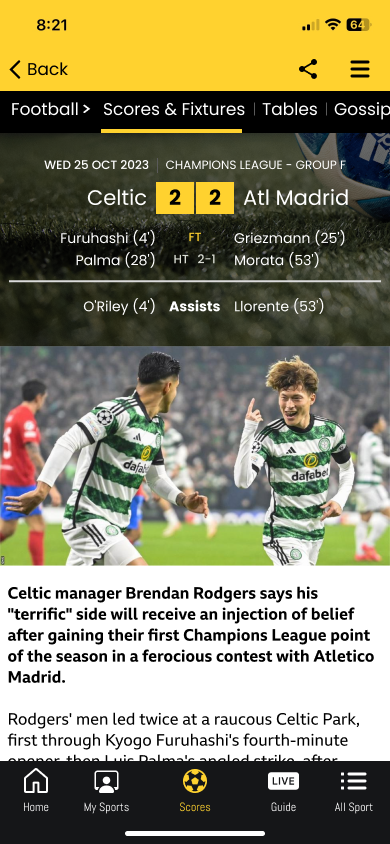 8:21
64
Back
Football > Scores & Fixtures Tables Gossip
WED 25 OCT 2023 CHAMPIONS LEAGUE - GROUP F
Celtic 2 2 Atl Madrid
Furuhashi (4') FT Griezmann (25')
Palma (28') HT 2-1 Morata (53')
O'Riley (4') Assists Llorente (53')
dafabet
dafabet
Celtic manager Brendan Rodgers says his
"terrific" side will receive an injection of belief
after gaining their first Champions League point
of the season in a ferocious contest with Atletico
Madrid.
Rodgers' men led twice at a raucous Celtic Park,
first through Kyogo Furuhashi's fourth-minute
opener, then Luis Palma's angled strike, after
LIVE
Home My Sports Scores Guide All Sport